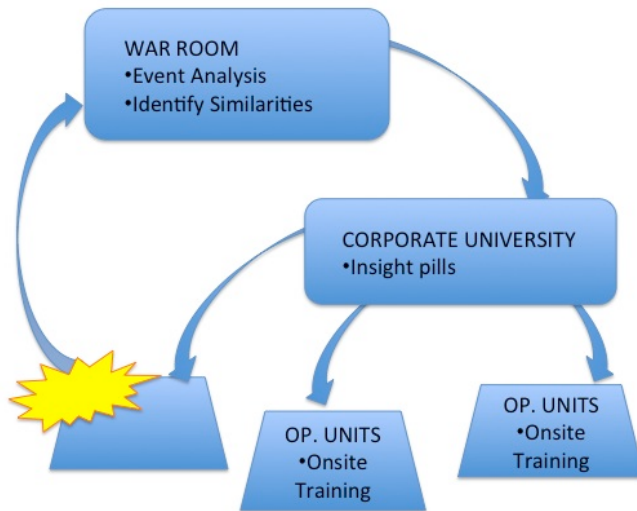 WAR ROOM
•Event Analysis
•Identify Similarities
CORPORATE UNIVERSITY
•Insight pills
OP. UNITS
•Onsite
Training
OP. UNITS
•Onsite
Training